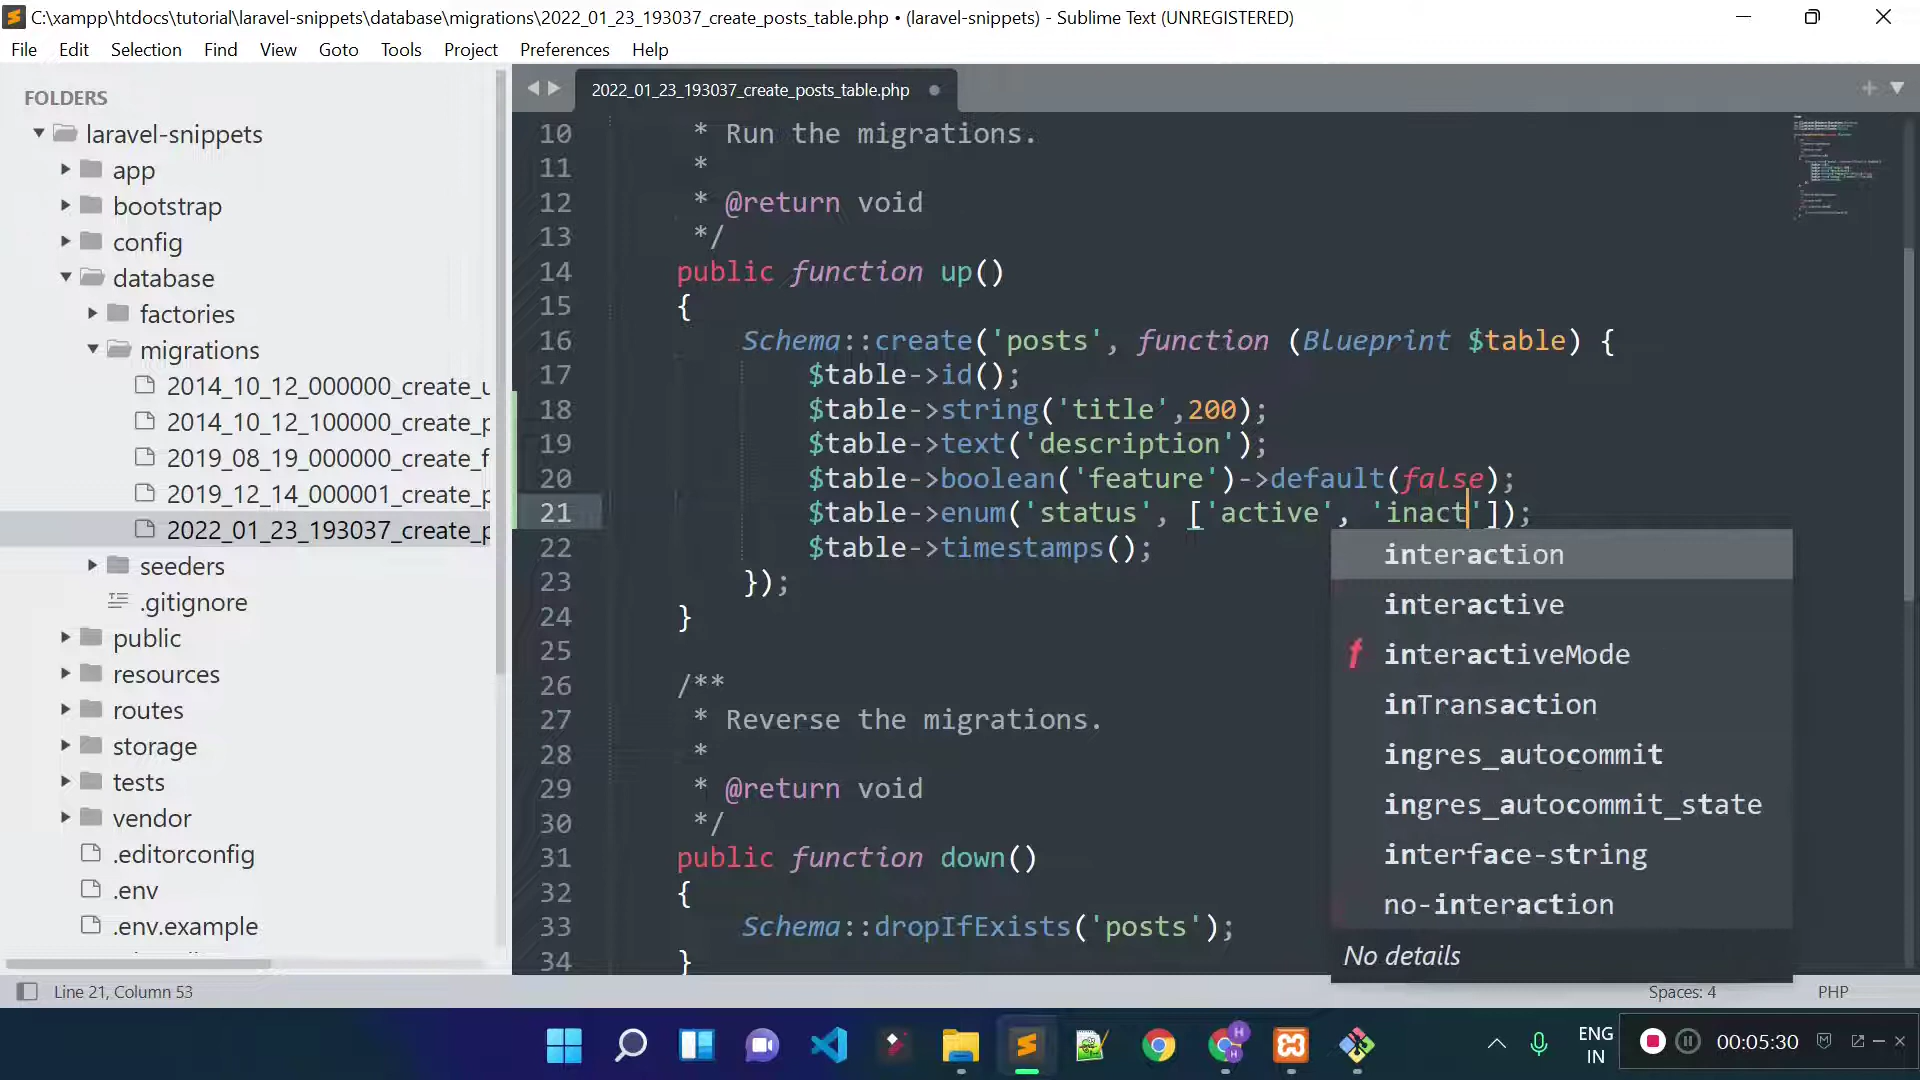 C:\xampp\htdocs\tutorial\laravel-snippets\database\migrations\2022_01_23_193037_create_posts_table.php • (laravel-snippets) - Sublime Text (UNREGISTERED)
File Edit Selection Find View Goto Tools Project Preferences Help
FOLDERS
laravel-snippets
app
bootstrap
config
database
factories
migrations
2014_10_12_000000_create_u
2014_10_12_100000_create_p
2019_08_19_000000_create_f
2019_12_14_000001_create_p
2022_01_23_193037_create_p
seeders
.gitignore
public
resources
routes
storage
tests
vendor
.editorconfig
.env
.env.example
2022_01_23_193037_create_posts_table.php
10 * Run the migrations.
11 *
12 * @return void
13 */
14 public function up()
15 {
16 Schema::create('posts', function (Blueprint $table) {
17 $table->id();
18 $table->string('title',200);
19 $table->text('description');
20 $table->boolean('feature')->default(false);
21 $table->enum('status', ['active', 'inact']);
22 $table->timestamps();
23 });
24 }
25
26 /**
27 * Reverse the migrations.
28 *
29 * @return void
30 */
31 public function down()
32 {
33 Schema::dropIfExists('posts');
34 }
interaction
interactive
f interactiveMode
inTransaction
ingres_autocommit
ingres_autocommit_state
interface-string
no-interaction
No details
Line 21, Column 53
Spaces: 4
PHP
ENG
IN
00:05:30